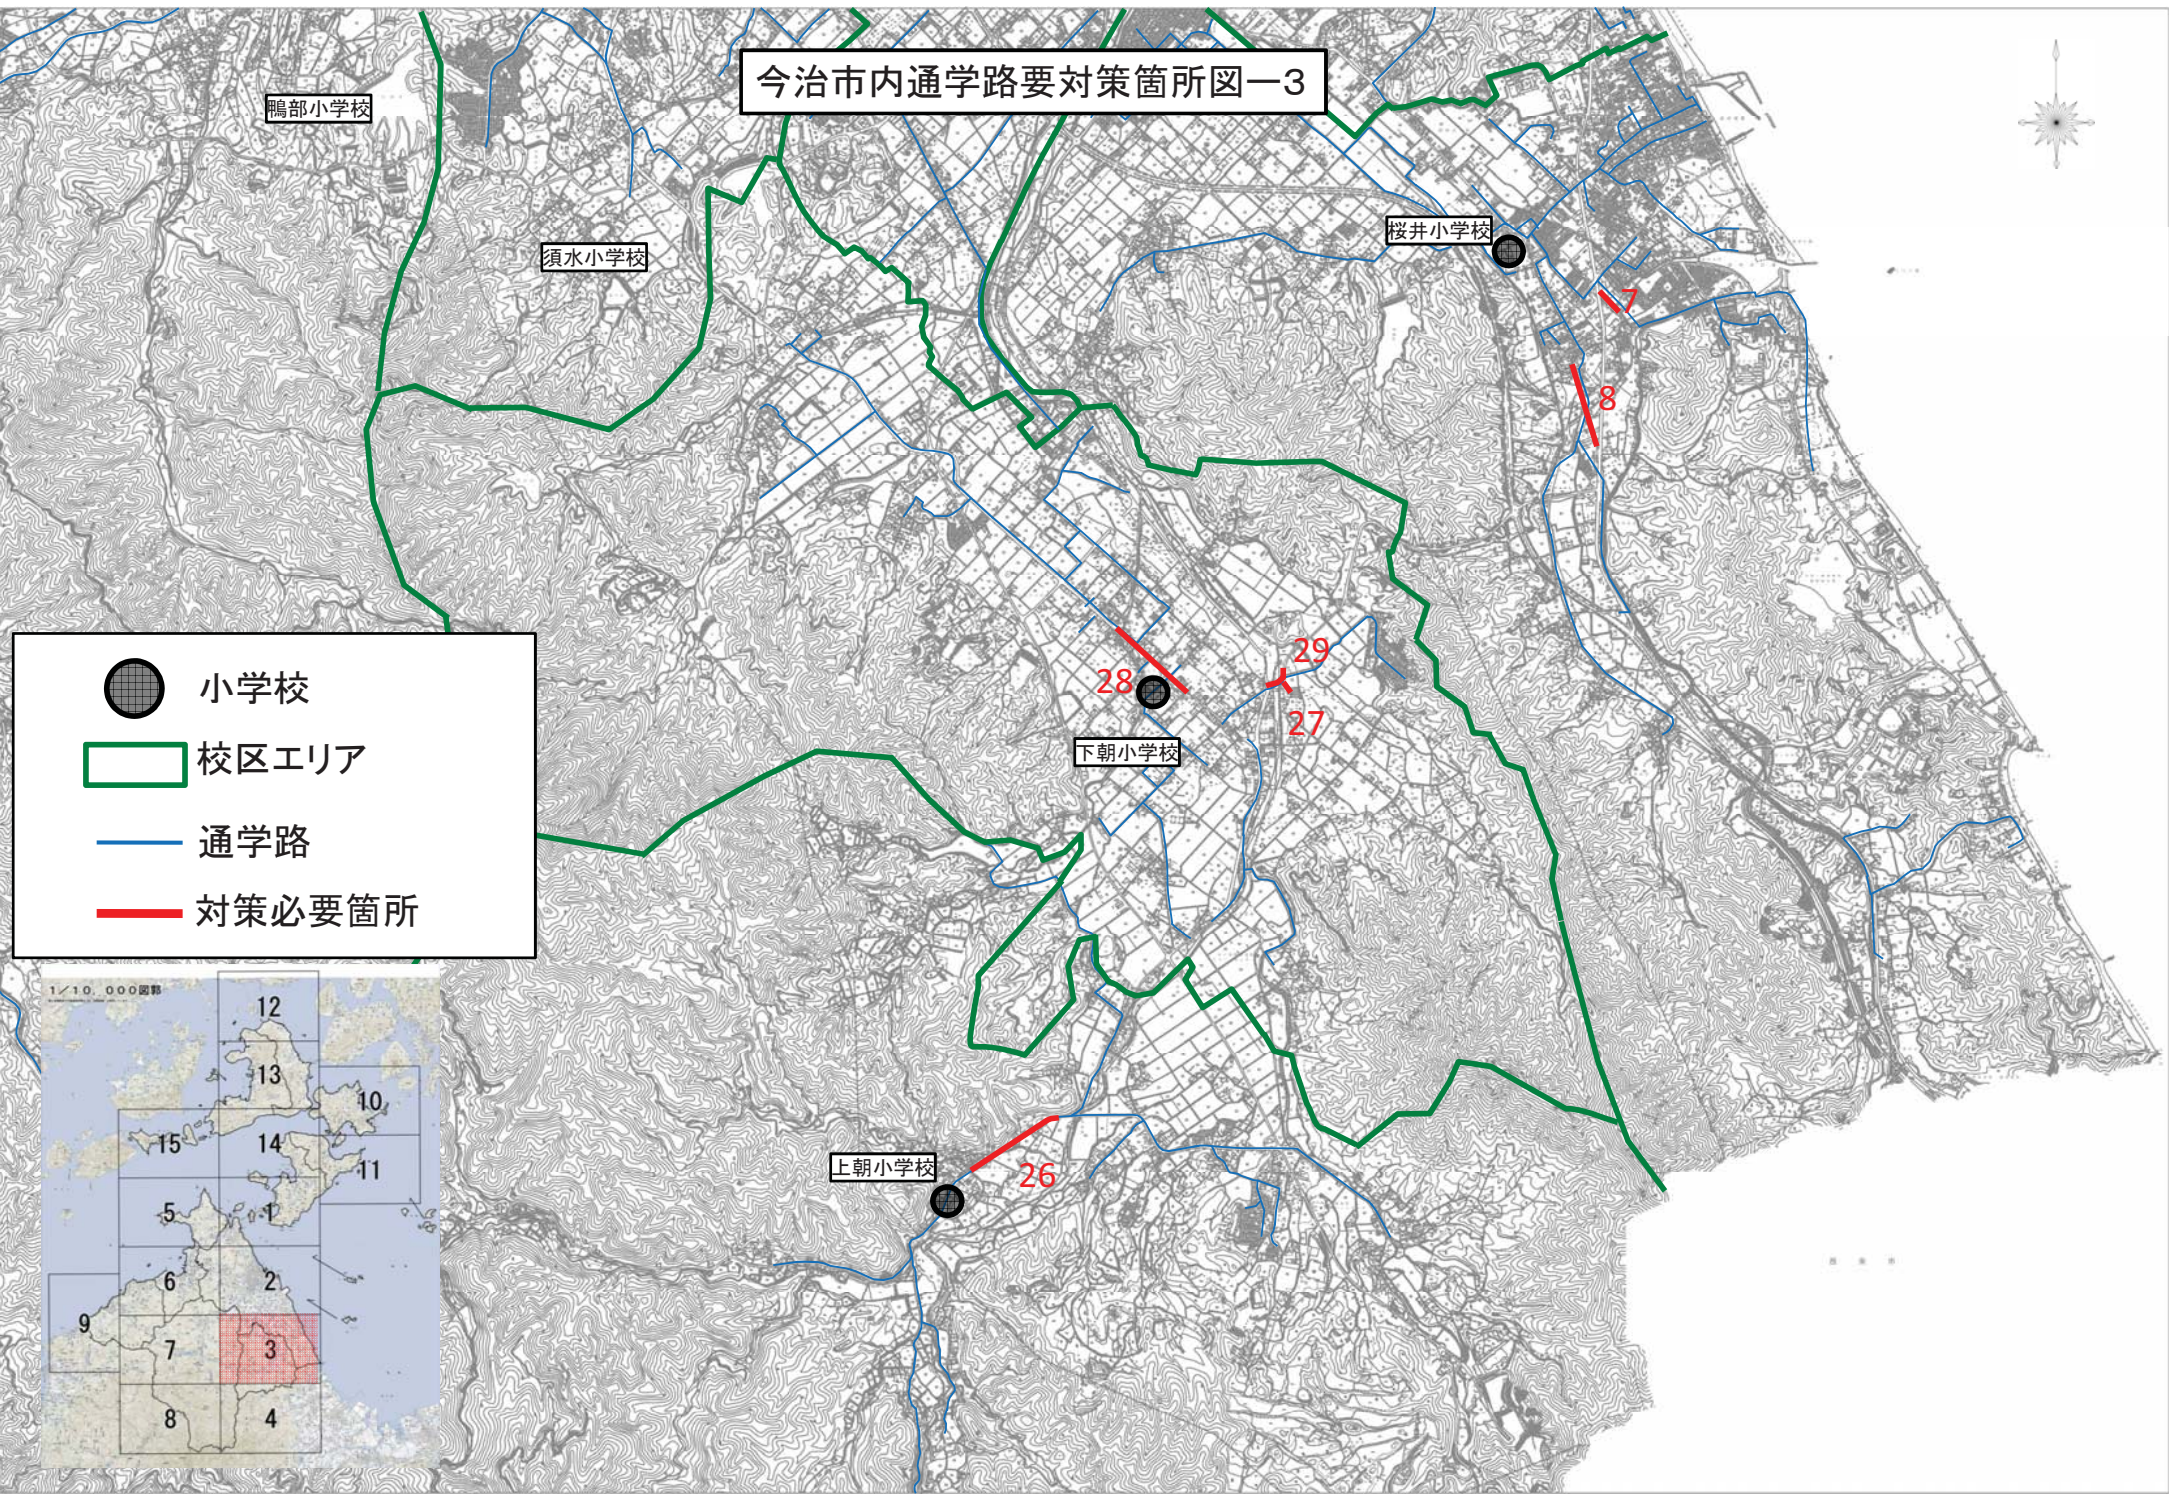 今治市内通学路要対策箇所図ー3
鴨部小学校
須水小学校
桜井小学校
7
8
29
28
27
下朝小学校
上朝小学校
26
小学校
校区エリア
通学路
対策必要箇所
1/10,000図郭
12
13
10
15
14
11
5
1
6
2
9
7
3
8
4